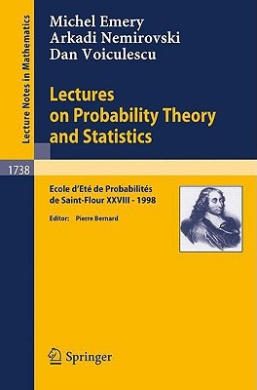 Lecture Notes in Mathematics
1738
Michel Emery
Arkadi Nemirovski
Dan Voiculescu
Lectures
on Probability Theory
and Statistics
Ecole d'Eté de Probabilités
de Saint-Flour XXVIII - 1998
Editor: Pierre Bernard
Springer